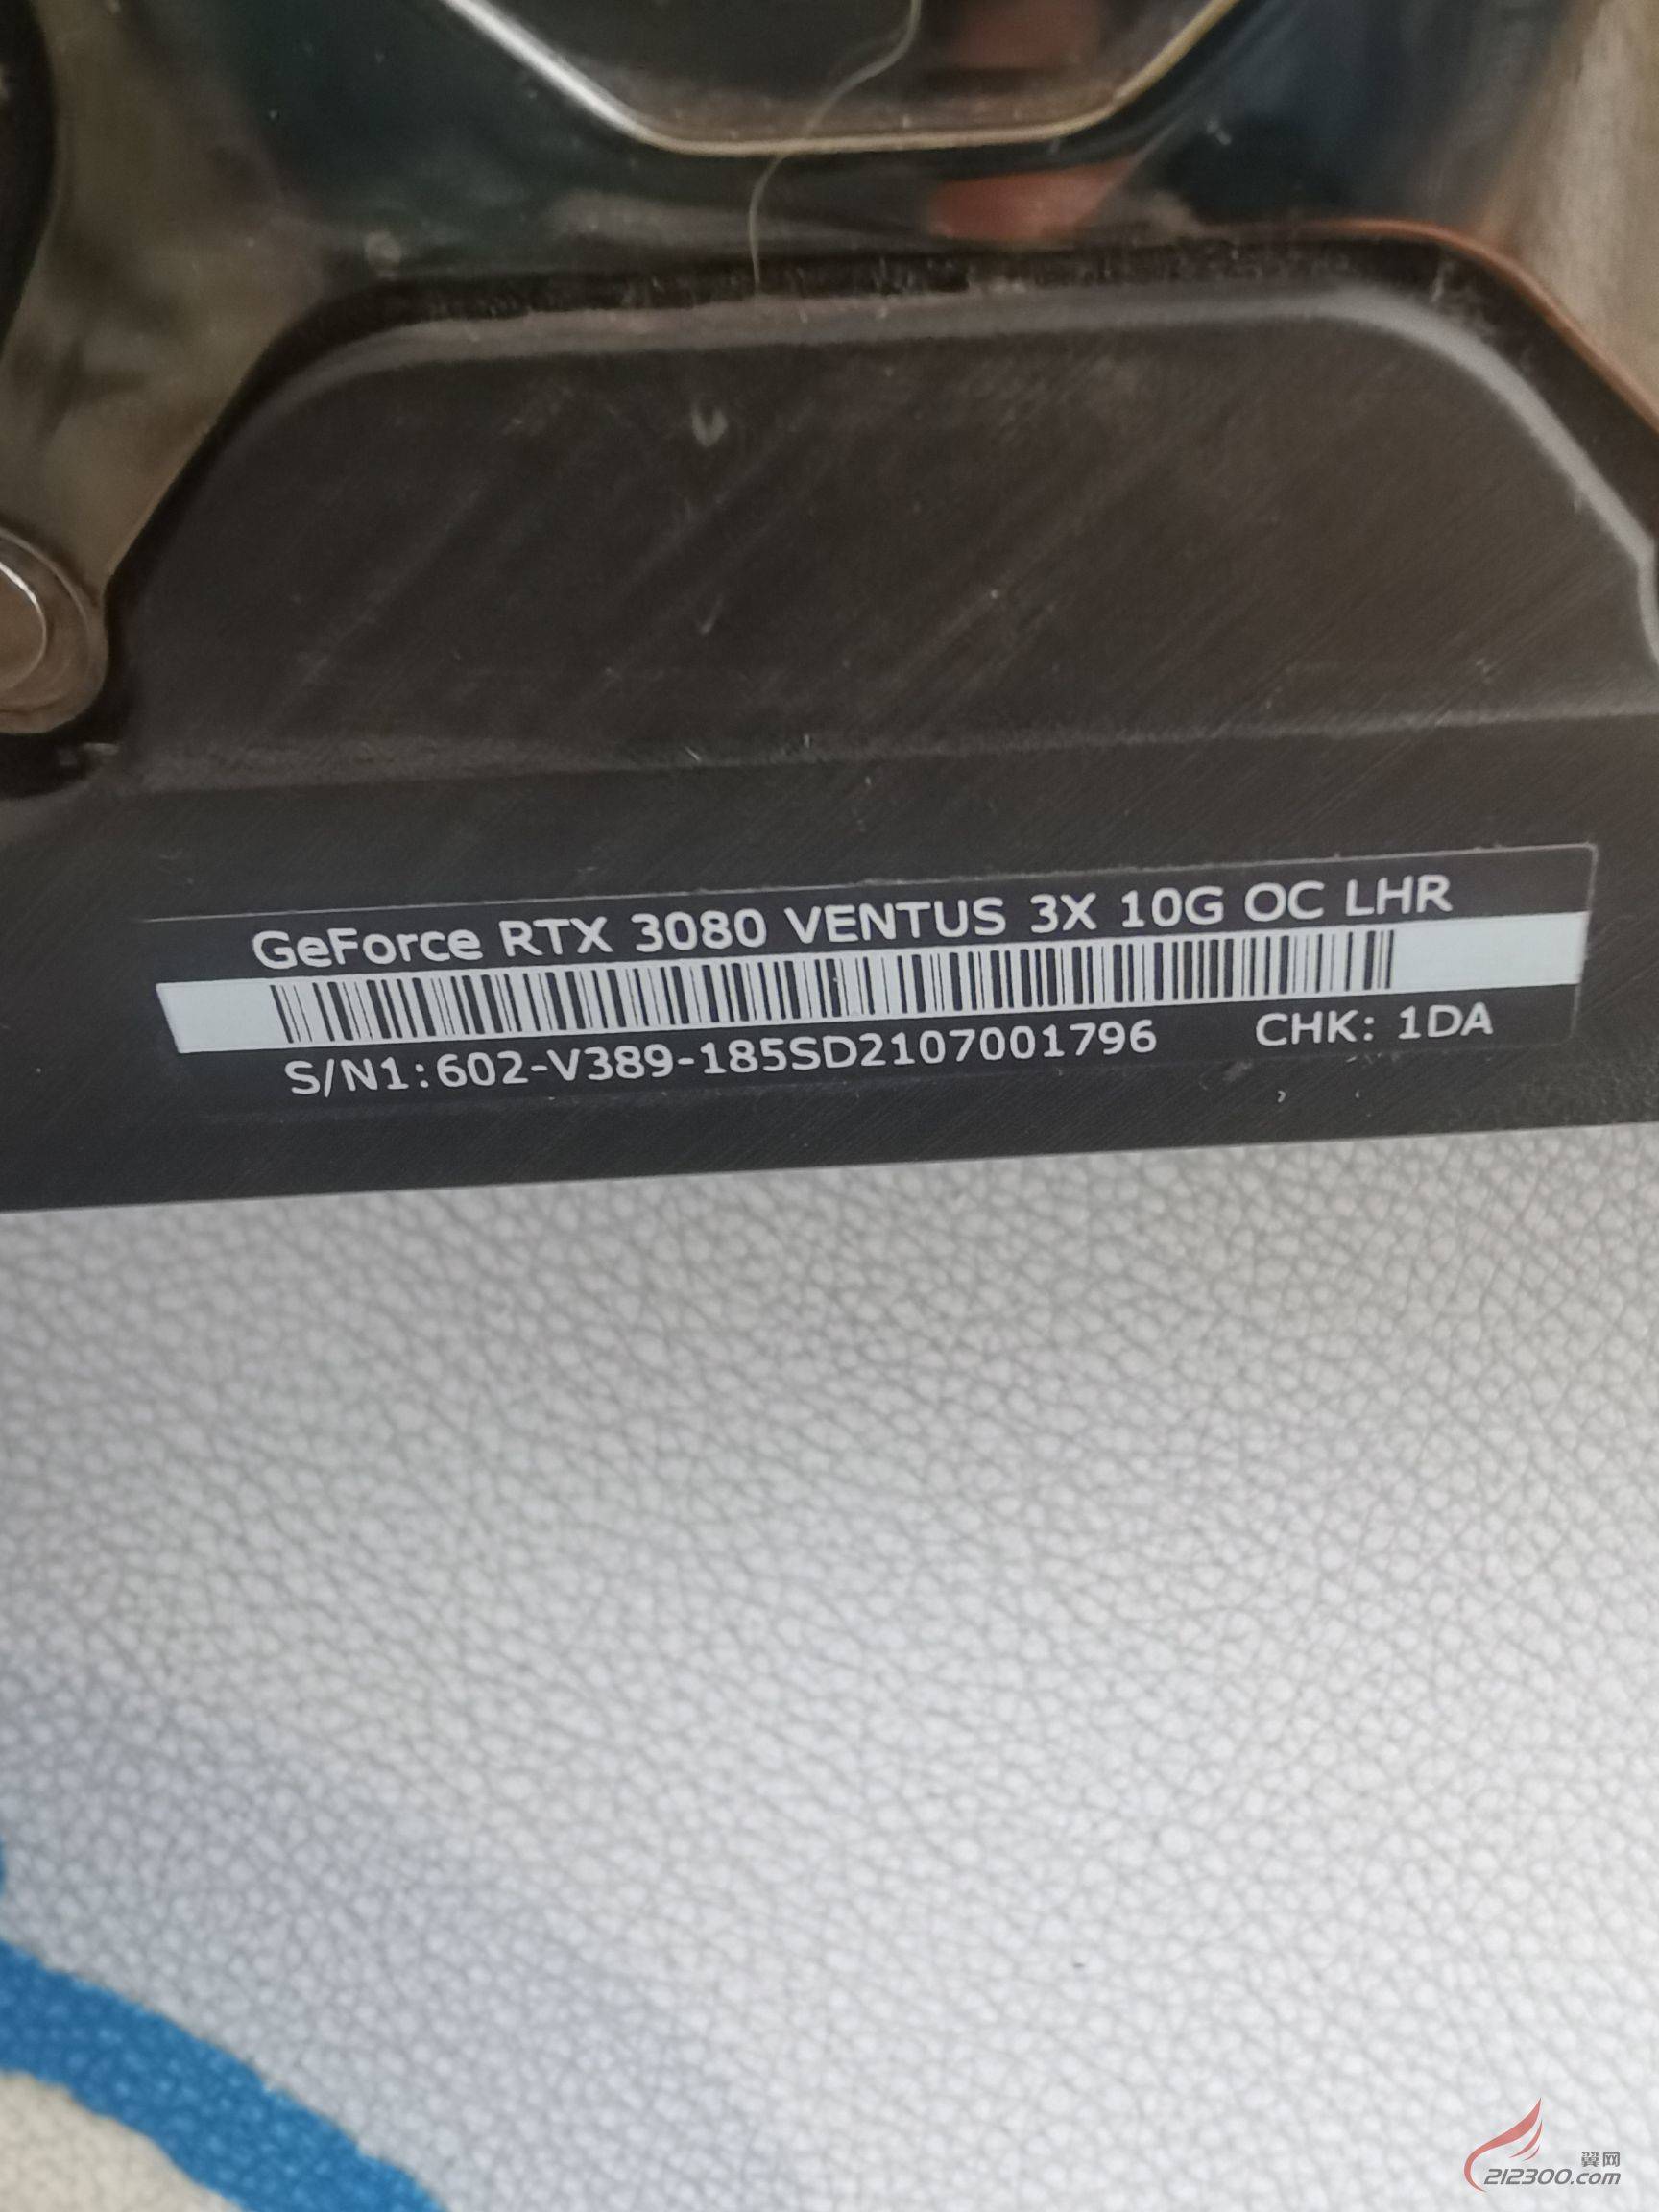 GeForce RTX 3080 VENTUS 3X 10G OC LHR
S/N1:602-V389-185SD2107001796 CHK: 1DA
翼网
212300.com